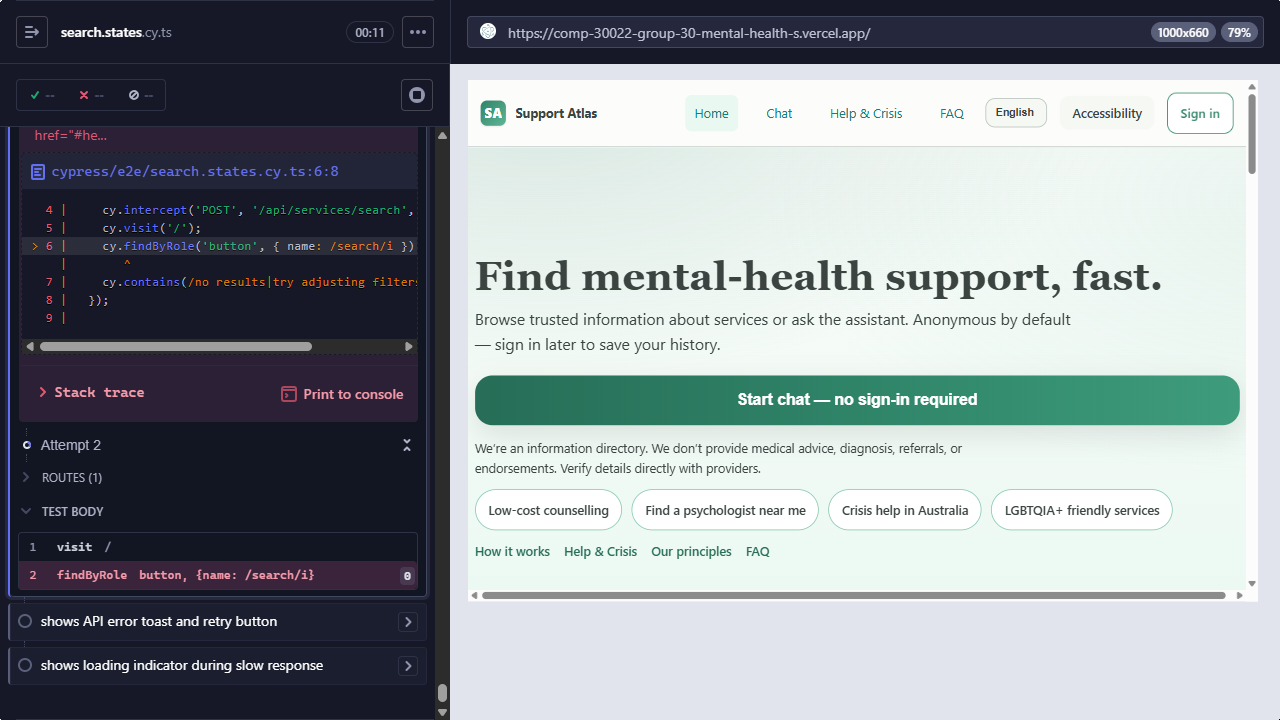 search.states.cy.ts
00:11
--
--
--
href="#he...
cypress/e2e/search.states.cy.ts:6:8
4 | cy.intercept('POST', '/api/services/search',
5 | cy.visit('/');
> 6 | cy.findByRole('button', { name: /search/i })
| ^
7 | cy.contains(/no results|try adjusting filters
8 | });
9 |
Stack trace
Print to console
Attempt 2
ROUTES (1)
TEST BODY
1 visit /
2 findByRole button, {name: /search/i} 0
shows API error toast and retry button
shows loading indicator during slow response
https://comp-30022-group-30-mental-health-s.vercel.app/
1000x660
79%
SA Support Atlas
Home
Chat
Help & Crisis
FAQ
English
Accessibility
Sign in
Find mental-health support, fast.
Browse trusted information about services or ask the assistant. Anonymous by default
— sign in later to save your history.
Start chat — no sign-in required
We’re an information directory. We don’t provide medical advice, diagnosis, referrals, or
endorsements. Verify details directly with providers.
Low-cost counselling
Find a psychologist near me
Crisis help in Australia
LGBTQIA+ friendly services
How it works
Help & Crisis
Our principles
FAQ